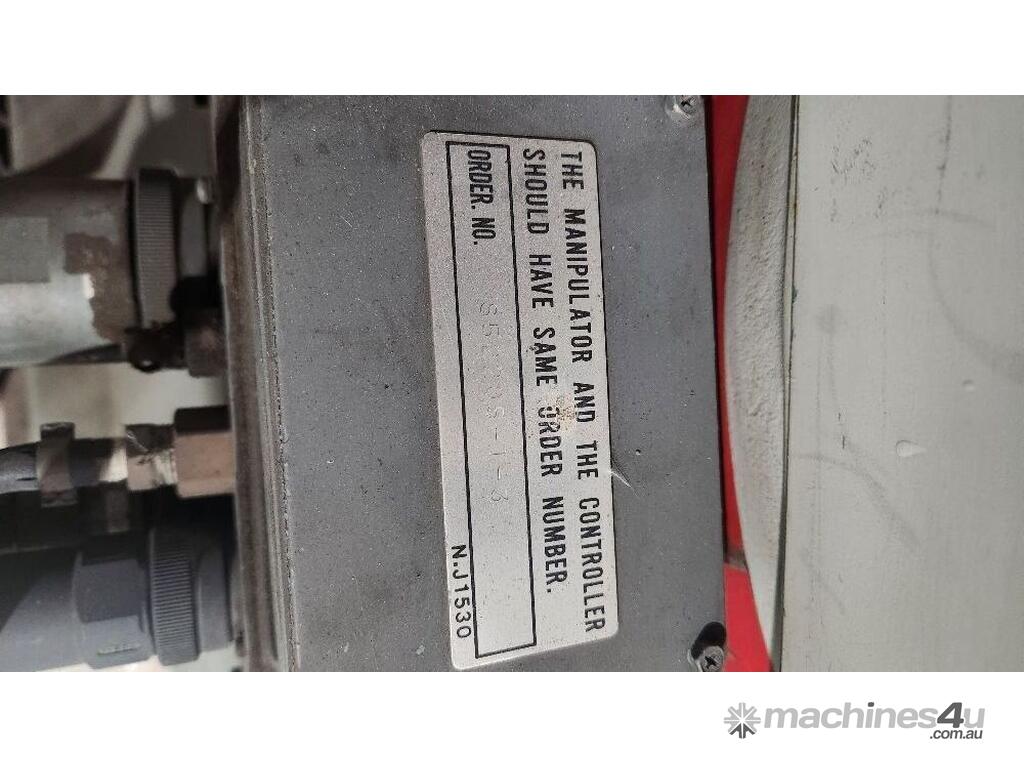 THE MANIPULATOR AND THE CONTROLLER
SHOULD HAVE SAME ORDER NUMBER.
ORDER. NO.
N.J1530
machines4u
.com.au